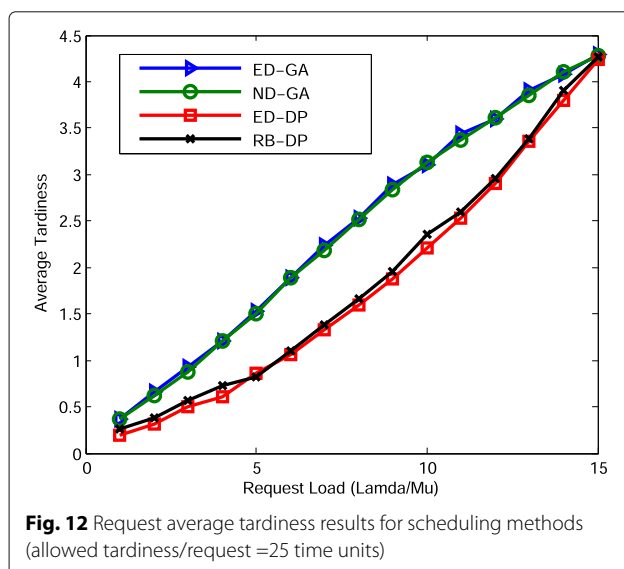 4.5
4
3.5
3
2.5
2
1.5
1
0.5
0
Average Tardiness
ED-GA
ND-GA
ED-DP
RB-DP
0
5
10
15
Request Load (Lamda/Mu)
Fig. 12 Request average tardiness results for scheduling methods
(allowed tardiness/request =25 time units)